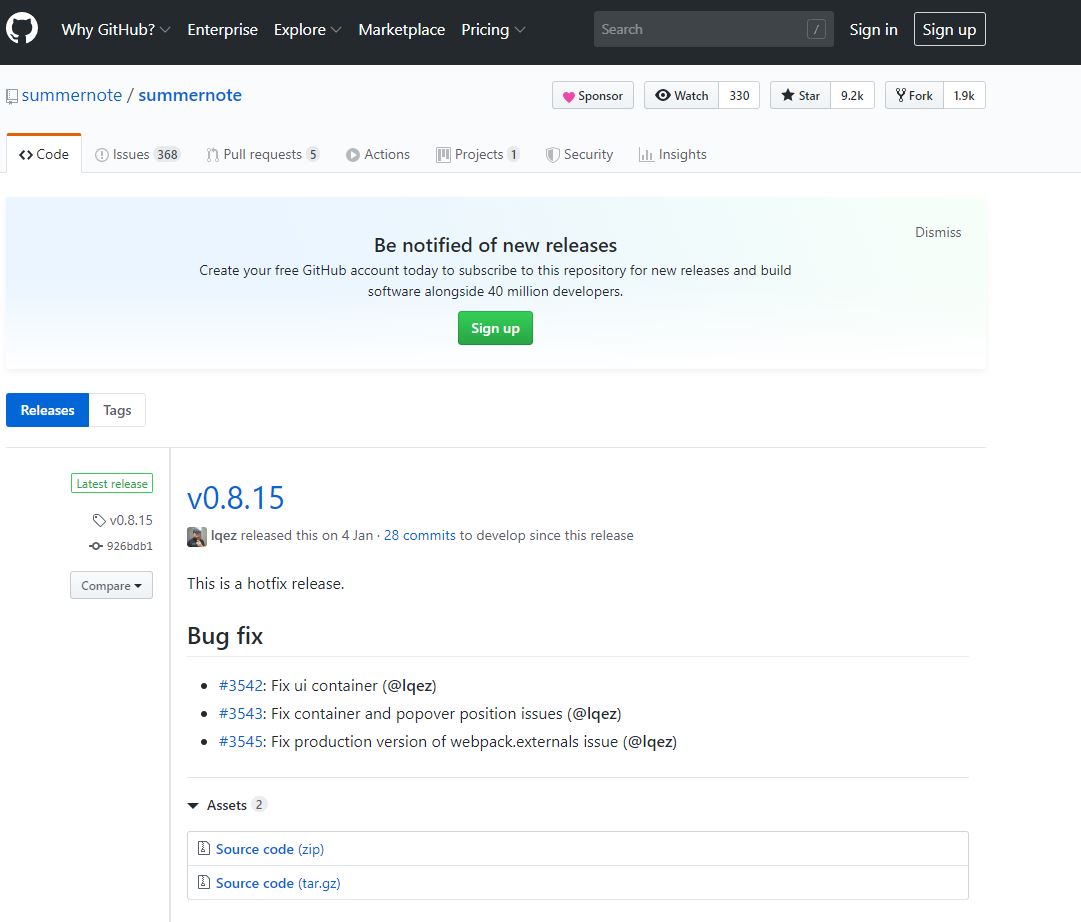 Why GitHub? Enterprise Explore Marketplace Pricing Search / Sign in Sign up
summernote / summernote Sponsor Watch 330 Star 9.2k Fork 1.9k
Code Issues 368 Pull requests 5 Actions Projects 1 Security Insights
Be notified of new releases
Dismiss
Create your free GitHub account today to subscribe to this repository for new releases and build
software alongside 40 million developers.
Sign up
Releases Tags
Latest release
v0.8.15
926bdb1
Compare
v0.8.15
lqez released this on 4 Jan · 28 commits to develop since this release
This is a hotfix release.
Bug fix
• #3542: Fix ui container (@lqez)
• #3543: Fix container and popover position issues (@lqez)
• #3545: Fix production version of webpack.externals issue (@lqez)
Assets 2
Source code (zip)
Source code (tar.gz)